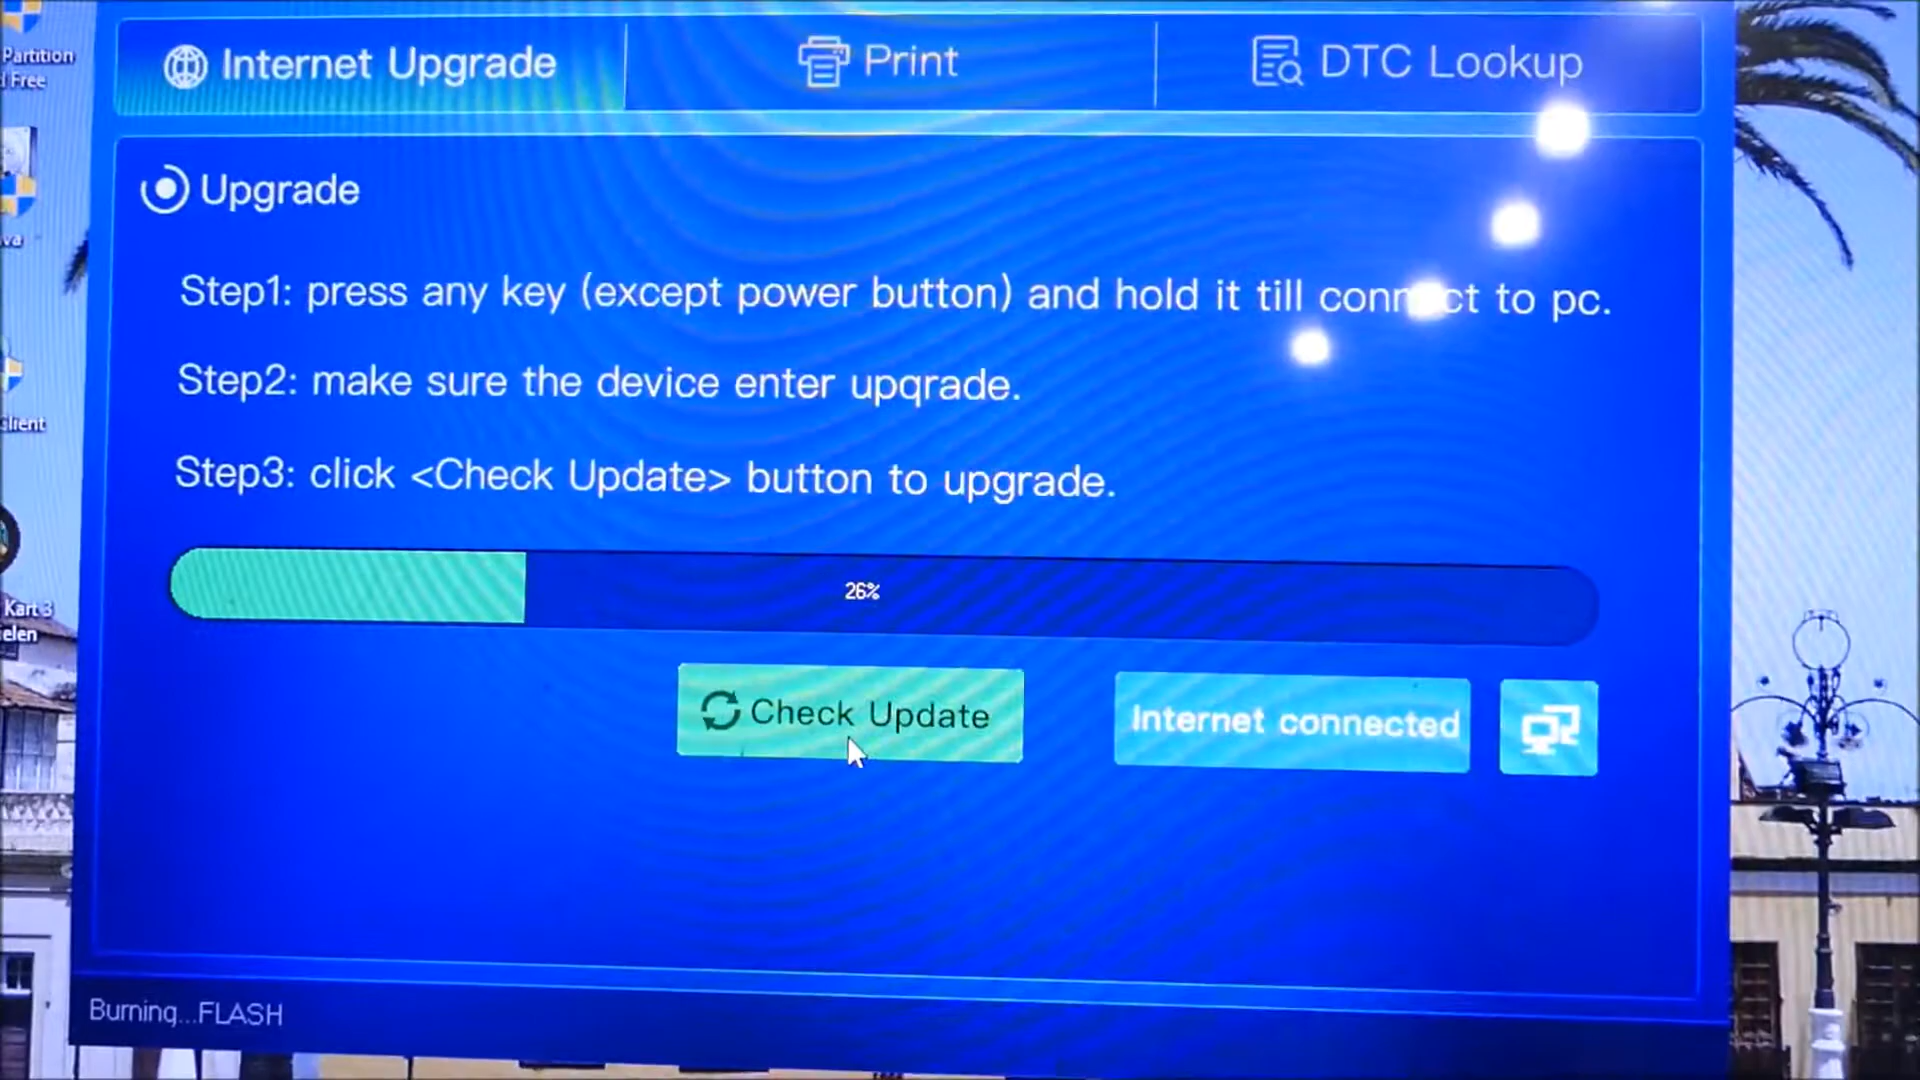 Partition
Free
Internet Upgrade
Print
DTC Lookup
Upgrade
Step1: press any key (except power button) and hold it till connect to pc.
Step2: make sure the device enter upqrade.
Step3: click <Check Update> button to upgrade.
Kart 3
26%
Check Update
Internet connected
Burning...FLASH